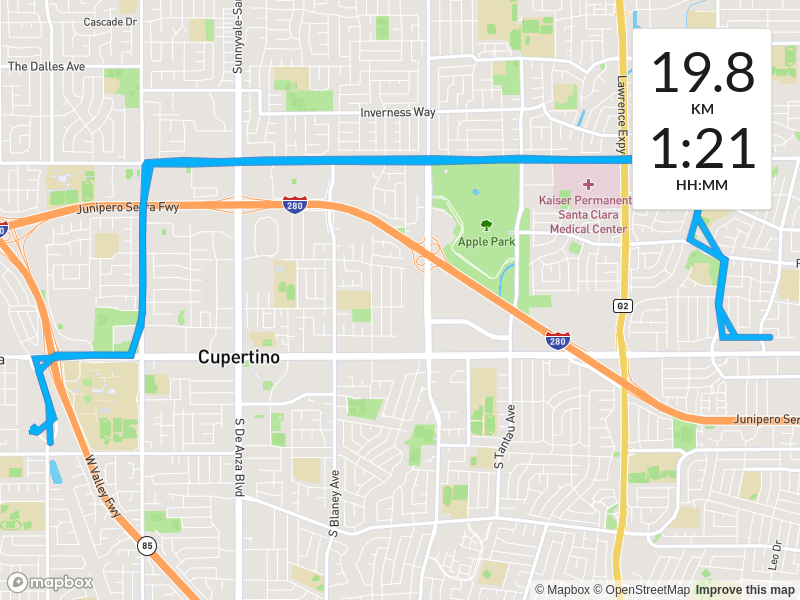 Cascade Dr
Sunnyvale-Sa
The Dalles Ave
Inverness Way
Lawrence Expy
19.8
KM
1:21
HH:MM
Junipero Serra Fwy
280
Kaiser Permanent
Santa Clara
Medical Center
Apple Park
G2
280
Cupertino
Junipero Ser
S De Anza Blvd
S Tantau Ave
S Blaney Ave
W Valley Fwy
85
Leo Dr
mapbox
© Mapbox © OpenStreetMap Improve this map